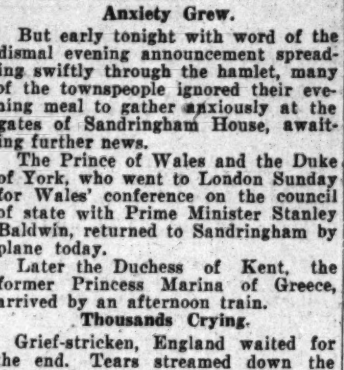 Anxiety Grew.
But early tonight with word of the
dismal evening announcement spread-
ing swiftly through the hamlet, many
of the townspeople ignored their eve-
ning meal to gather anxiously at the
gates of Sandringham House, await-
ing further news.
The Prince of Wales and the Duke
of York, who went to London Sunday
for Wales' conference on the council
of state with Prime Minister Stanley
Baldwin, returned to Sandringham by
plane today.
Later the Duchess of Kent, the
former Princess Marina of Greece,
arrived by an afternoon train.
Thousands Crying.
Grief-stricken, England waited for
the end. Tears streamed down the